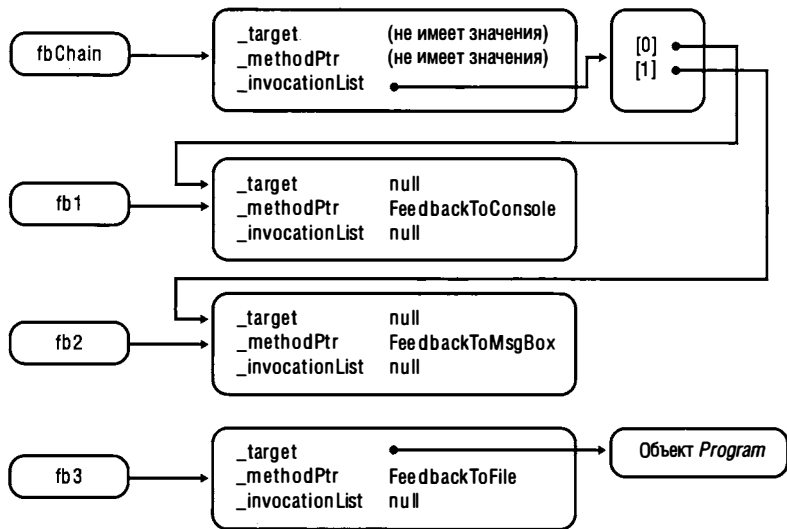 fbChain
_target (не имеет значения)
_methodPtr (не имеет значения)
_invocationList
[0]
[1]
fb1
_target null
_methodPtr FeedbackToConsole
_invocationList null
fb2
_target null
_methodPtr FeedbackToMsgBox
_invocationList null
fb3
_target
_methodPtr FeedbackToFile
_invocationList null
Объект Program